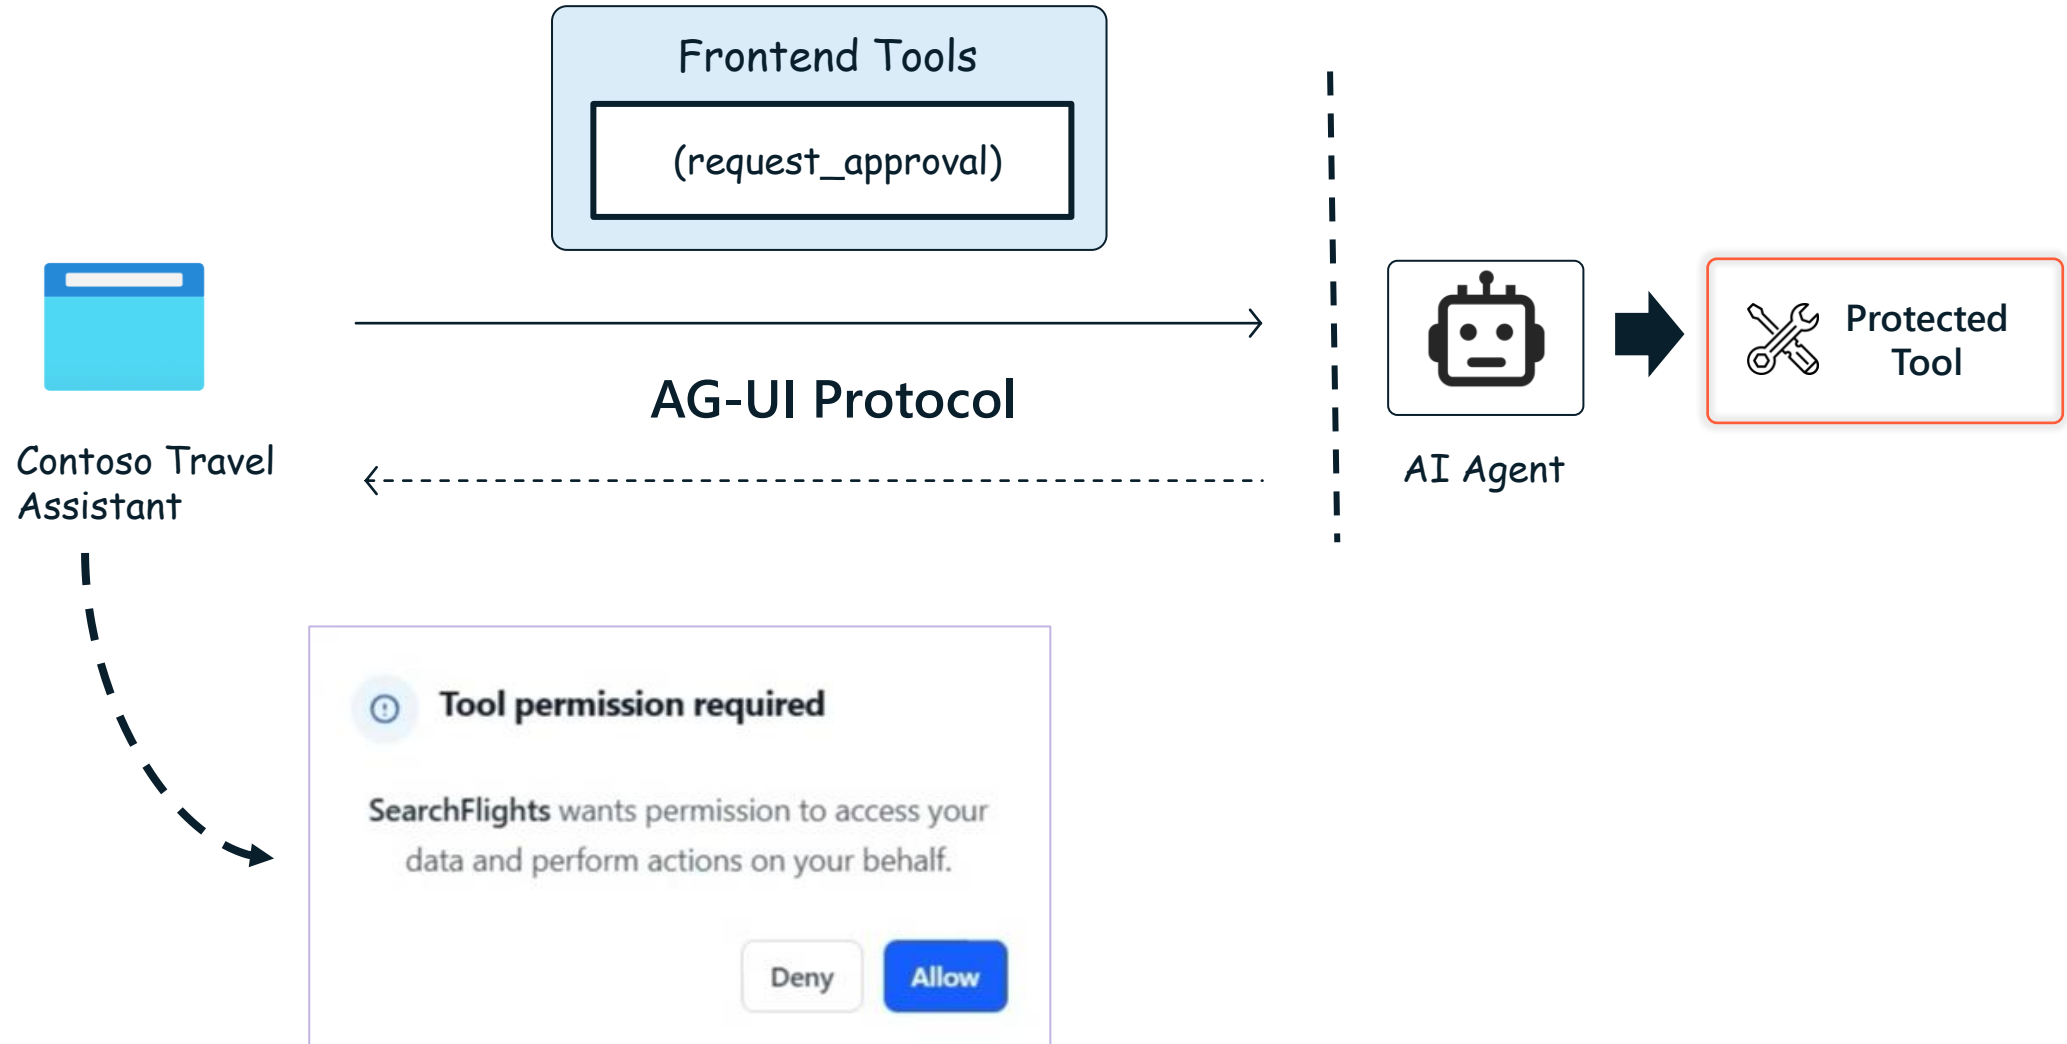 Frontend Tools
(request_approval)
AG-UI Protocol
Contoso Travel
Assistant
AI Agent
Protected
Tool
Tool permission required
SearchFlights wants permission to access your
data and perform actions on your behalf.
Deny
Allow